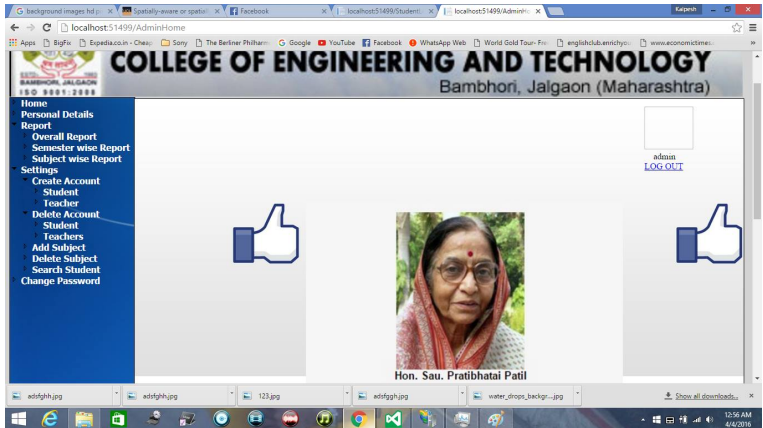 background images hd p
Spatially-aware or spatiall
Facebook
localhost:51499/Student
localhost:51499/AdminHo
Kalpesh
localhost:51499/AdminHome
Apps
BigFix
Expedia.co.in - Cheap
Sony
The Berliner Philharm
Google
YouTube
Facebook
WhatsApp Web
World Gold Tour- Fre
englishclub.enrichyou
www.economictimes
COLLEGE OF ENGINEERING AND TECHNOLOGY
BAMBHORI, JALGAON
ISO 9001:2008
Bambhori, Jalgaon (Maharashtra)
Home
Personal Details
Report
Overall Report
Semester wise Report
Subject wise Report
Settings
Create Account
Student
Teacher
Delete Account
Student
Teachers
Add Subject
Delete Subject
Search Student
Change Password
admin
LOG OUT
Hon. Sau. Pratibhatai Patil
adsfghh.jpg
adsfghh.jpg
123.jpg
adsfggh.jpg
water_drops_backgr....jpg
Show all downloads...
12:56 AM
4/4/2016